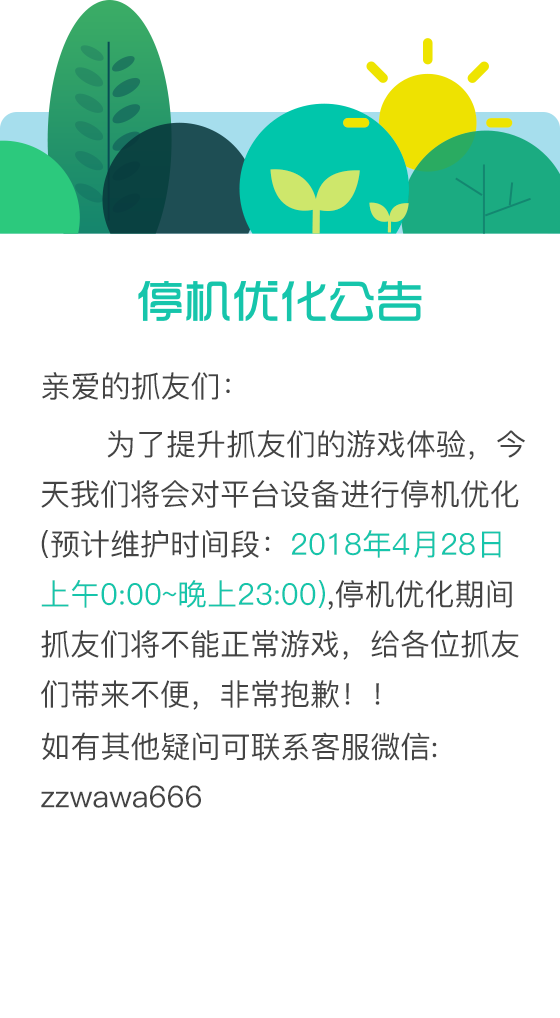 停机优化公告
亲爱的抓友们：
为了提升抓友们的游戏体验，今
天我们将会对平台设备进行停机优化
(预计维护时间段：2018年4月28日
上午0:00~晚上23:00),停机优化期间
抓友们将不能正常游戏，给各位抓友
们带来不便，非常抱歉！！
如有其他疑问可联系客服微信:
zzwawa666